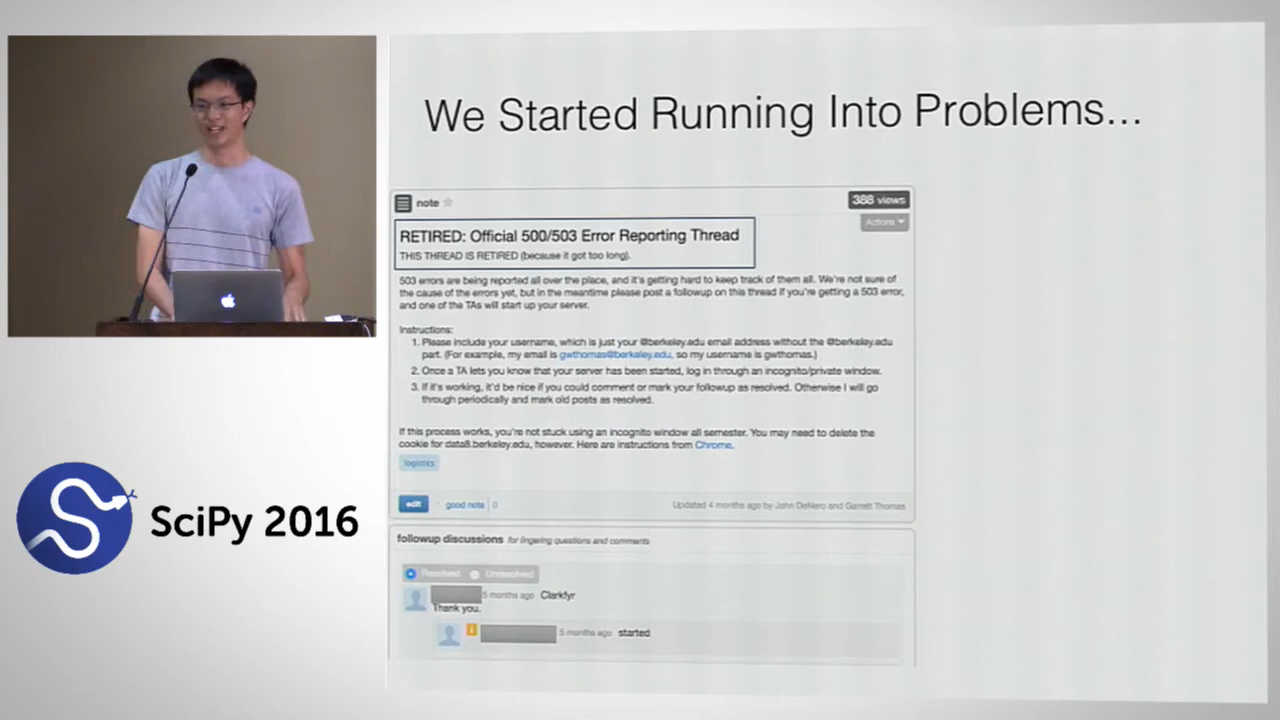 We Started Running Into Problems...
note
388 views
Actions
RETIRED: Official 500/503 Error Reporting Thread
THIS THREAD IS RETIRED (because it got too long).
503 errors are being reported all over the place, and it's getting hard to keep track of them all. We're not sure of
the cause of the errors yet, but in the meantime please post a followup on this thread if you're getting a 503 error,
and one of the TAs will start up your server.
Instructions:
1. Please include your username, which is just your @berkeley.edu email address without the @berkeley.edu
part. (For example, my email is gwthomas@berkeley.edu, so my username is gwthomas.)
2. Once a TA lets you know that your server has been started, log in through an incognito/private window.
3. If it's working, it'd be nice if you could comment or mark your followup as resolved. Otherwise I will go
through periodically and mark old posts as resolved.
If this process works, you're not stuck using an incognito window all semester. You may need to delete the
cookie for data8.berkeley.edu, however. Here are instructions from Chrome.
logistics
edit
good note | 0
Updated 4 months ago by John DeNero and Garrett Thomas
followup discussions for lingering questions and comments
Resolved Unresolved
5 months ago Clarkfyr
Thank you.
i 5 months ago started
SciPy 2016